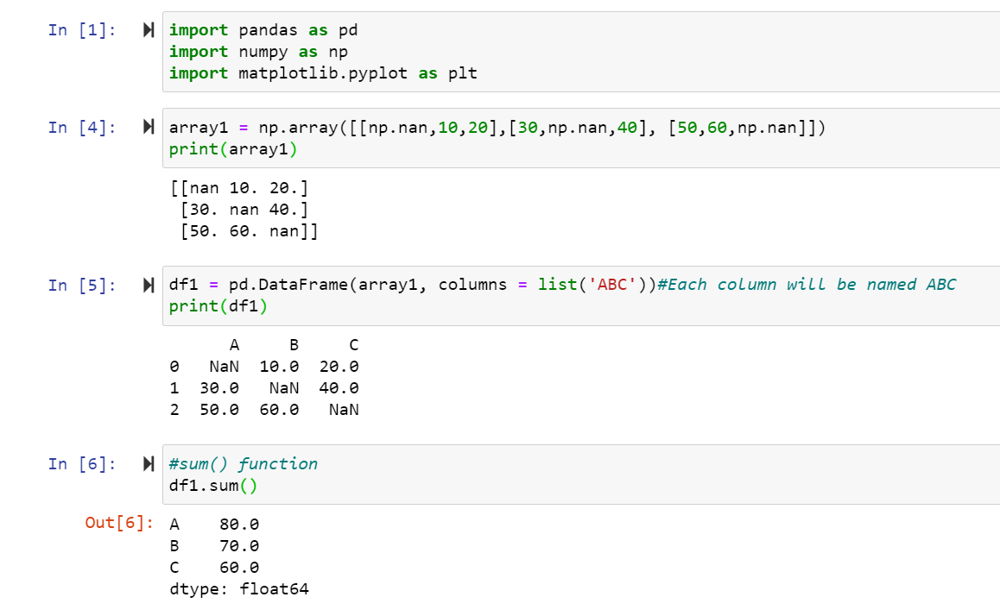 In [1]: import pandas as pd
import numpy as np
import matplotlib.pyplot as plt
In [4]: array1 = np.array([[np.nan,10,20],[30,np.nan,40], [50,60,np.nan]])
print(array1)
[[nan 10. 20.]
 [30. nan 40.]
 [50. 60. nan]]
In [5]: df1 = pd.DataFrame(array1, columns = list('ABC'))#Each column will be named ABC
print(df1)
      A     B     C
0   NaN  10.0  20.0
1  30.0   NaN  40.0
2  50.0  60.0   NaN
In [6]: #sum() function
df1.sum()
Out[6]: A    80.0
B    70.0
C    60.0
dtype: float64